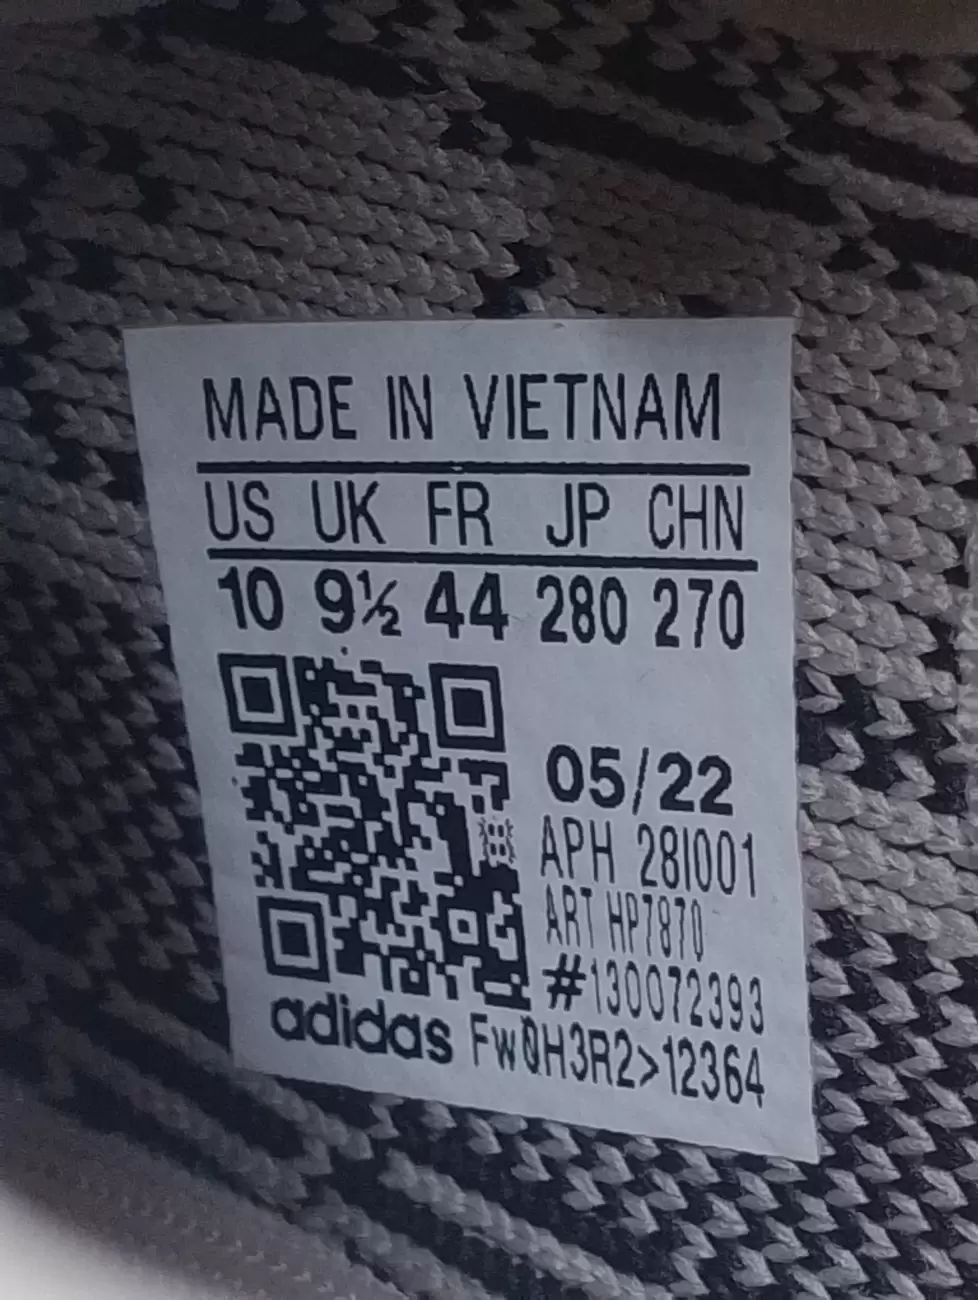 MADE IN VIETNAM
US UK FR JP CHN
10 9½ 44 280 270
05/22
APH 28I001
ART HP7870
#130072393
adidas Fw0H3R2>12364